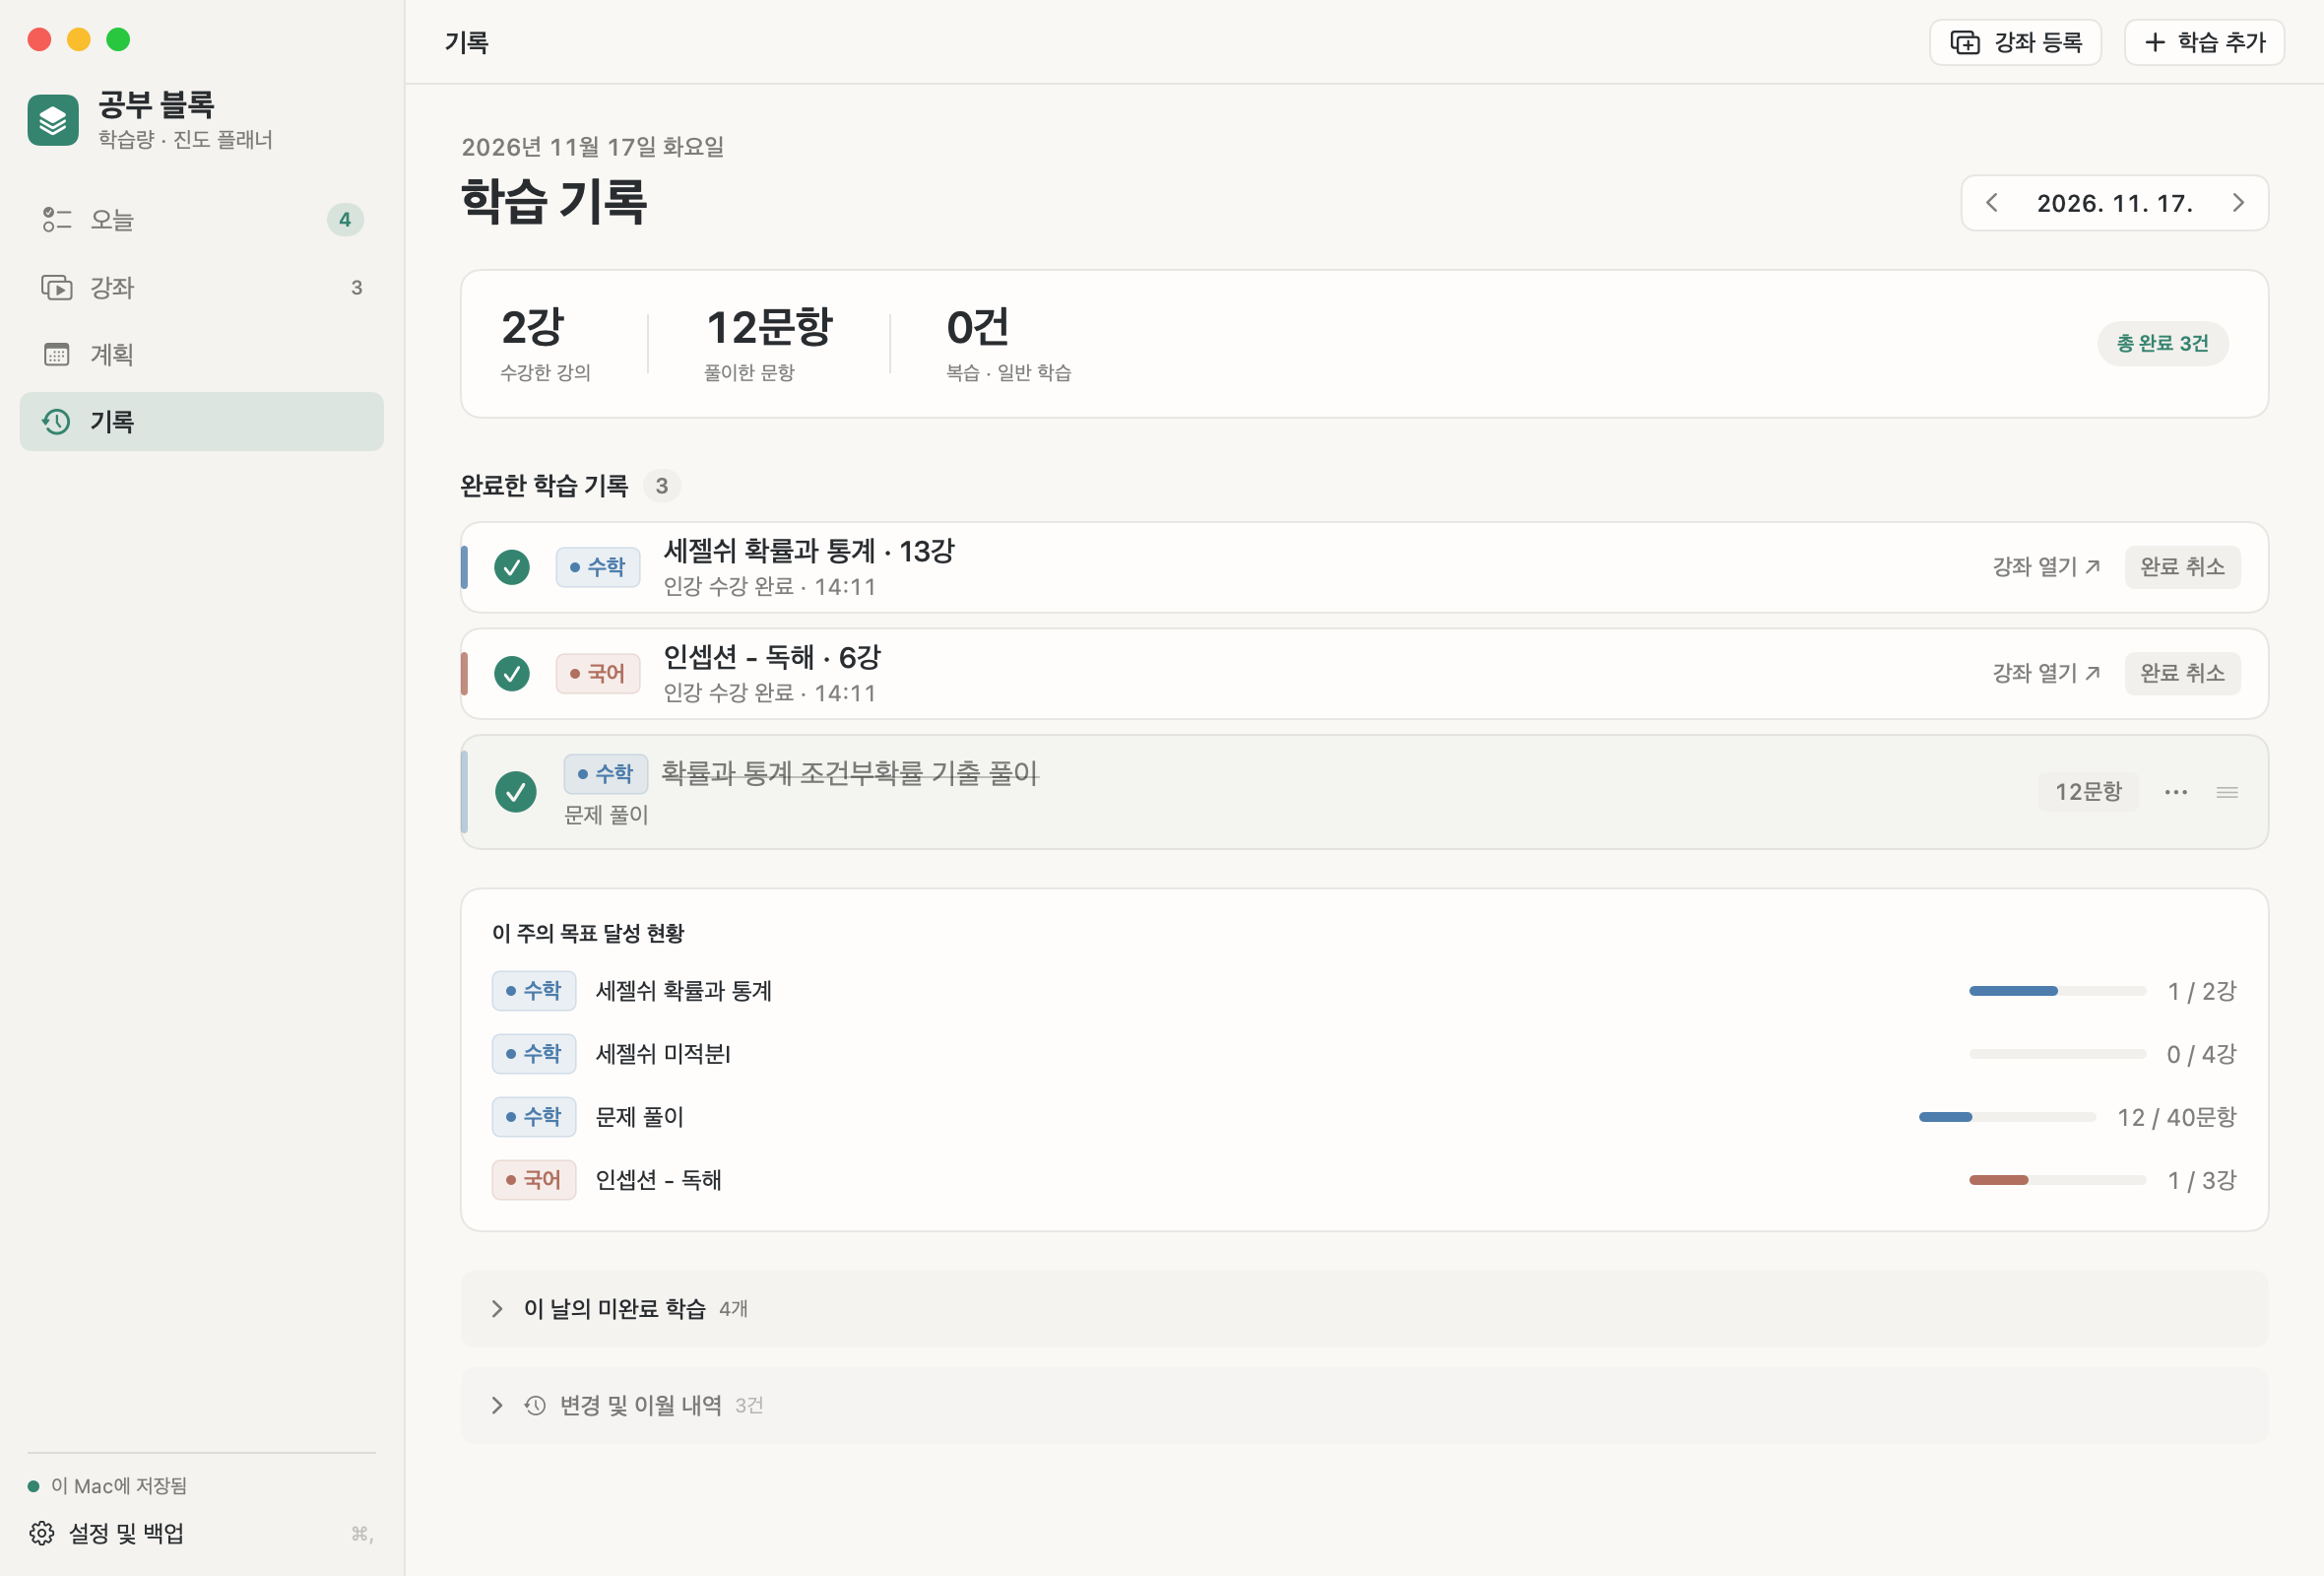 기록
강좌 등록
학습 추가
공부 블록
학습량 · 진도 플래너
오늘 4
강좌 3
계획
기록
2026년 11월 17일 화요일
학습 기록
2026. 11. 17.
2강
수강한 강의
12문항
풀이한 문항
0건
복습 · 일반 학습
총 완료 3건
완료한 학습 기록 3
수학
세젤쉬 확률과 통계 · 13강
인강 수강 완료 · 14:11
강좌 열기 ↗
완료 취소
국어
인셉션 - 독해 · 6강
인강 수강 완료 · 14:11
강좌 열기 ↗
완료 취소
수학 확률과 통계 조건부확률 기출 풀이
문제 풀이
12문항
이 주의 목표 달성 현황
수학 세젤쉬 확률과 통계 1 / 2강
수학 세젤쉬 미적분I 0 / 4강
수학 문제 풀이 12 / 40문항
국어 인셉션 - 독해 1 / 3강
이 날의 미완료 학습 4개
변경 및 이월 내역 3건
이 Mac에 저장됨
설정 및 백업 ⌘,